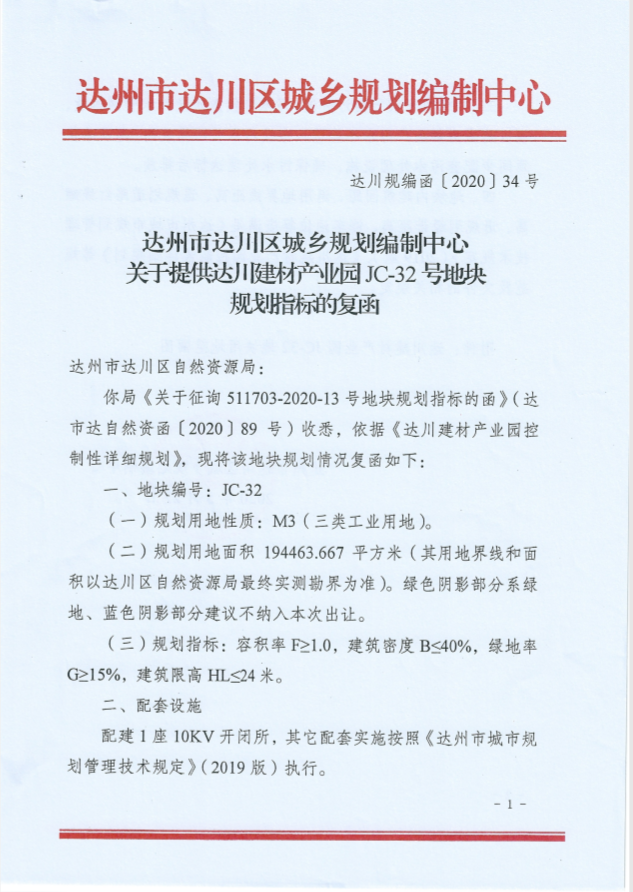 达州市达川区城乡规划编制中心
达川规编函〔2020〕34号
达州市达川区城乡规划编制中心
关于提供达川建材产业园JC-32号地块
规划指标的复函
达州市达川区自然资源局：
你局《关于征询511703-2020-13号地块规划指标的函》（达
市达自然资函〔2020〕89 号）收悉，依据《达川建材产业园控
制性详细规划》，现将该地块规划情况复函如下：
一、地块编号：JC-32
（一）规划用地性质：M3（三类工业用地）。
（二）规划用地面积 194463.667 平方米（其用地界线和面
积以达川区自然资源局最终实测勘界为准）。绿色阴影部分系绿
地、蓝色阴影部分建议不纳入本次出让。
（三）规划指标：容积率F≥1.0，建筑密度B≤40%，绿地率
G≥15%，建筑限高HL≤24米。
二、配套设施
配建1座10KV开闭所，其它配套实施按照《达州市城市规
划管理技术规定》（2019版）执行。
- 1 -